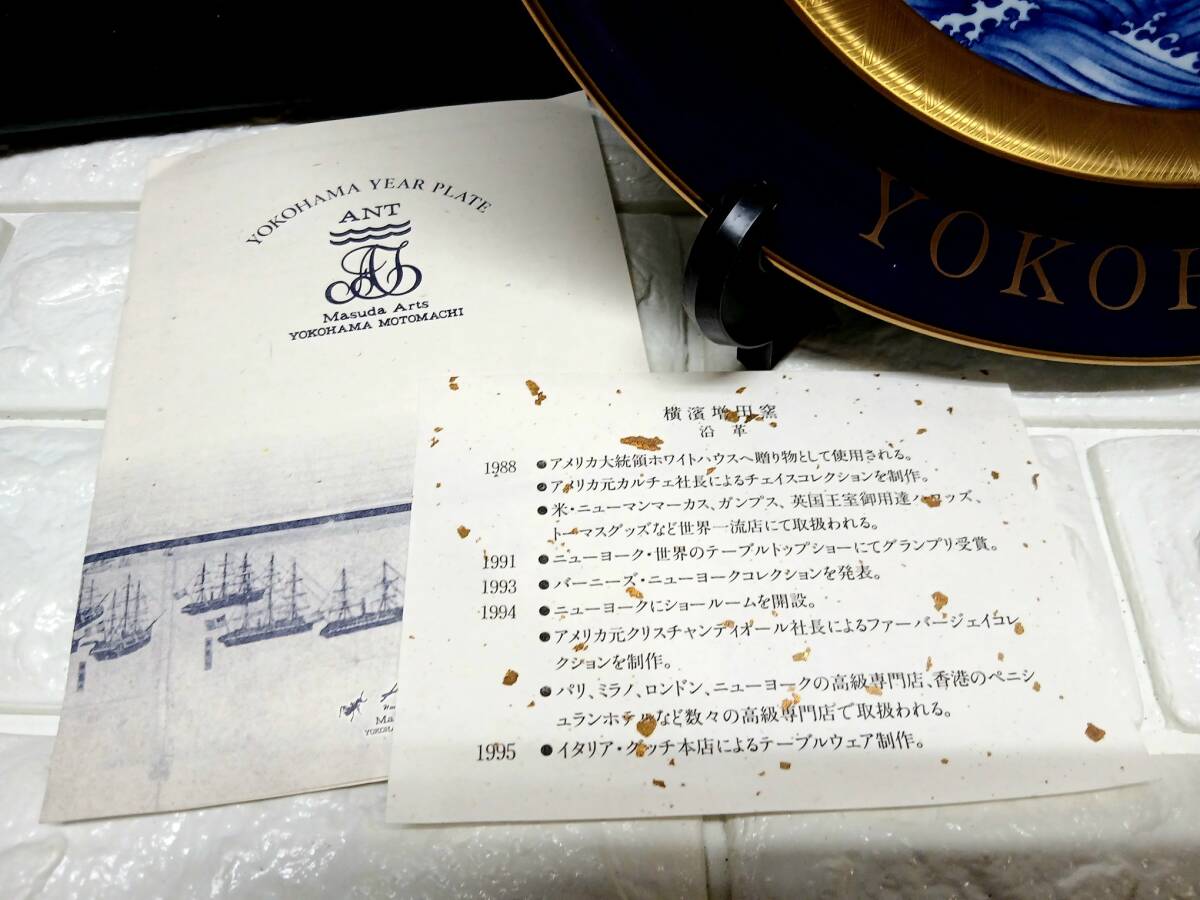 YOKOHAMA YEAR PLATE
ANT
Masuda Arts
YOKOHAMA MOTOMACHI
YOKOH
横濱増田窯
沿革
1988 ●アメリカ大統領ホワイトハウスへ贈り物として使用される。
●アメリカ元カルチェ社長によるチェイスコレクションを制作。
●米・ニューマンマーカス、ガンプス、英国王室御用達ハロッズ、
トーマスグッズなど世界一流店にて取扱われる。
1991 ●ニューヨーク・世界のテーブルトップショーにてグランプリ受賞。
1993 ●バーニーズ・ニューヨークコレクションを発表。
1994 ●ニューヨークにショールームを開設。
●アメリカ元クリスチャンディオール社長によるファーバージェイコレ
クションを制作。
●パリ、ミラノ、ロンドン、ニューヨークの高級専門店、香港のペニシ
ュランホテルなど数々の高級専門店で取扱われる。
1995 ●イタリア・グッチ本店によるテーブルウェア制作。